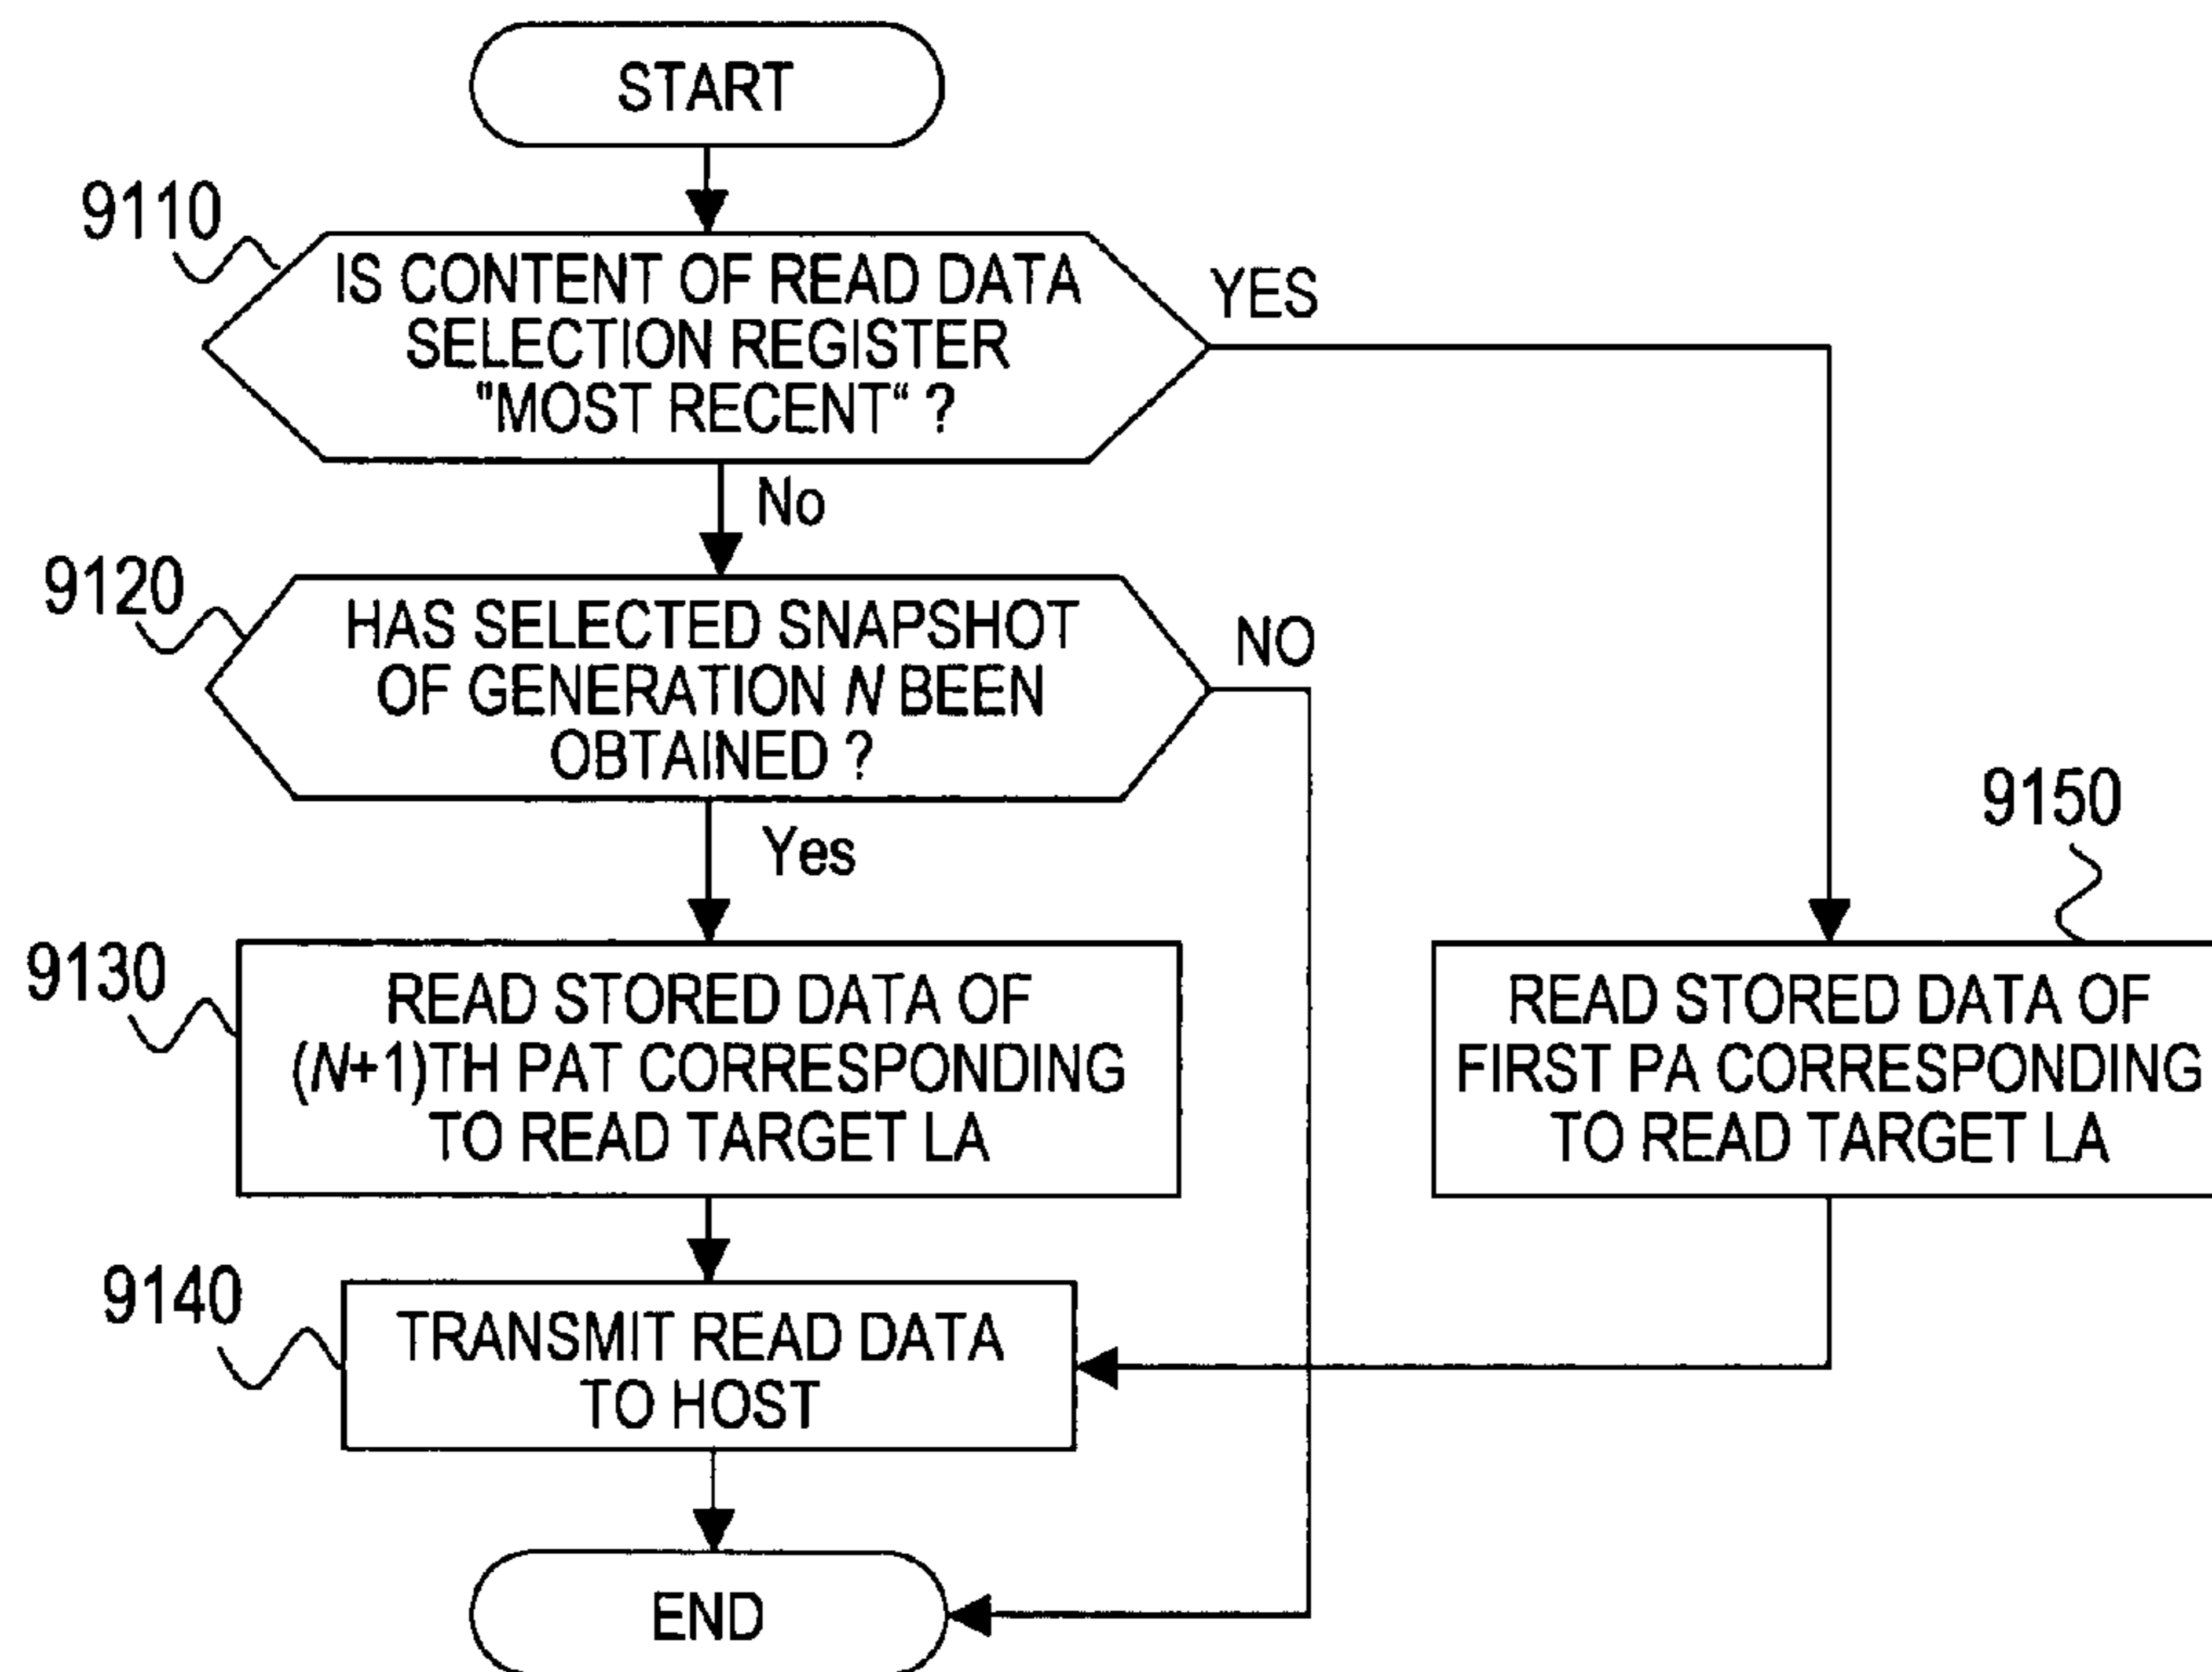 START
9110
IS CONTENT OF READ DATA
SELECTION REGISTER
"MOST RECENT“ ?
YES
No
9120
HAS SELECTED SNAPSHOT
OF GENERATION N BEEN
OBTAINED ?
NO
Yes
9130
READ STORED DATA OF
(N+1)TH PAT CORRESPONDING
TO READ TARGET LA
9150
READ STORED DATA OF
FIRST PA CORRESPONDING
TO READ TARGET LA
9140
TRANSMIT READ DATA
TO HOST
END